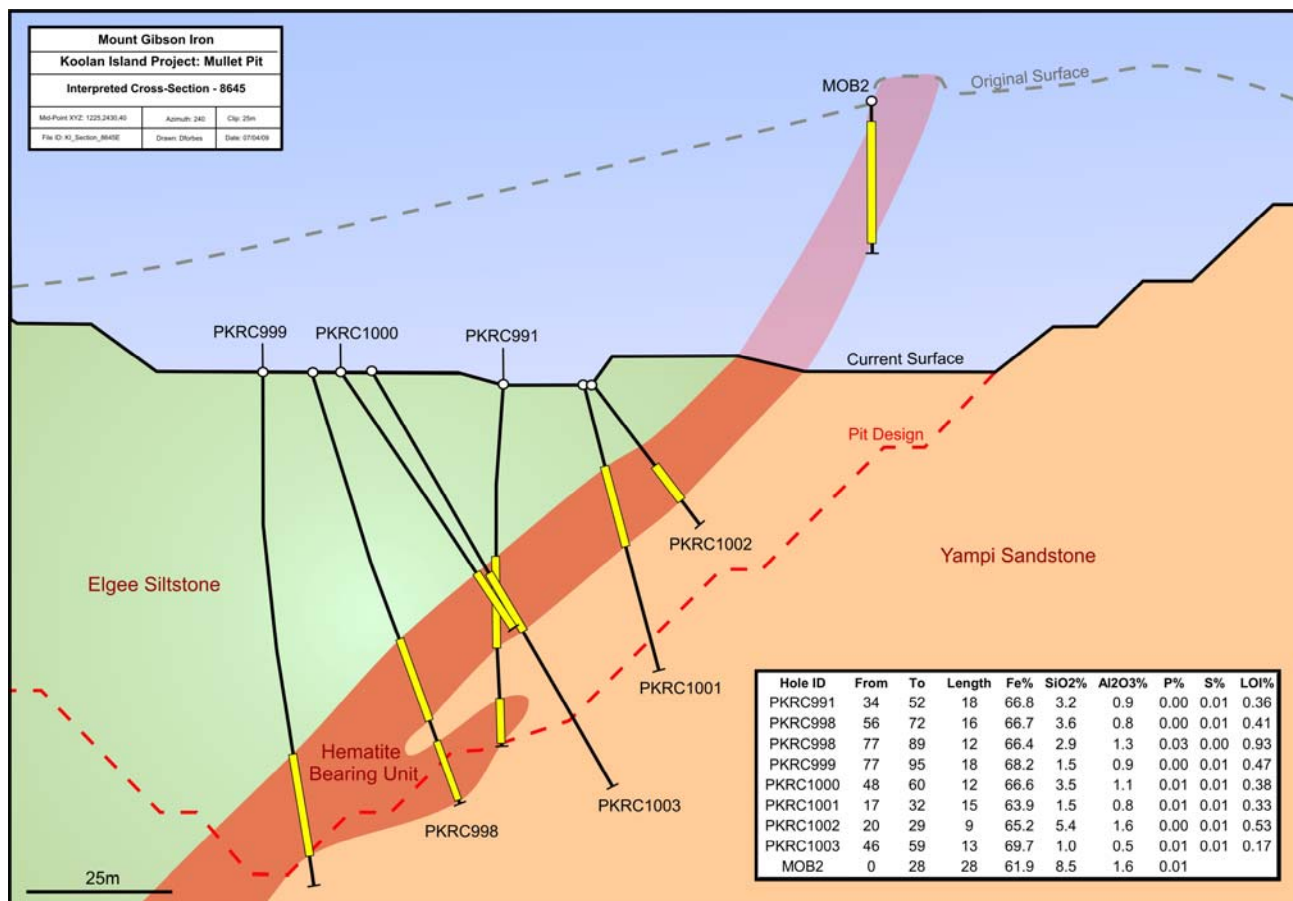 Mount Gibson Iron
Koolan Island Project: Mullet Pit
Interpreted Cross-Section - 8645
Mid-Point XYZ: 1225,2430,40 Azimuth: 240 Clip: 25m
File ID: KI_Section_8645E Drawn: Dforbes Date: 07/04/09
MOB2
Original Surface
PKRC999
PKRC1000
PKRC991
Current Surface
Pit Design
PKRC1002
Elgee Siltstone
Yampi Sandstone
PKRC1001
Hematite
Bearing Unit
PKRC1003
PKRC998
25m
Hole ID From To Length Fe% SiO2% Al2O3% P% S% LOI%
PKRC991 34 52 18 66.8 3.2 0.9 0.00 0.01 0.36
PKRC998 56 72 16 66.7 3.6 0.8 0.00 0.01 0.41
PKRC998 77 89 12 66.4 2.9 1.3 0.03 0.00 0.93
PKRC999 77 95 18 68.2 1.5 0.9 0.00 0.01 0.47
PKRC1000 48 60 12 66.6 3.5 1.1 0.01 0.01 0.38
PKRC1001 17 32 15 63.9 1.5 0.8 0.01 0.01 0.33
PKRC1002 20 29 9 65.2 5.4 1.6 0.00 0.01 0.53
PKRC1003 46 59 13 69.7 1.0 0.5 0.01 0.01 0.17
MOB2 0 28 28 61.9 8.5 1.6 0.01